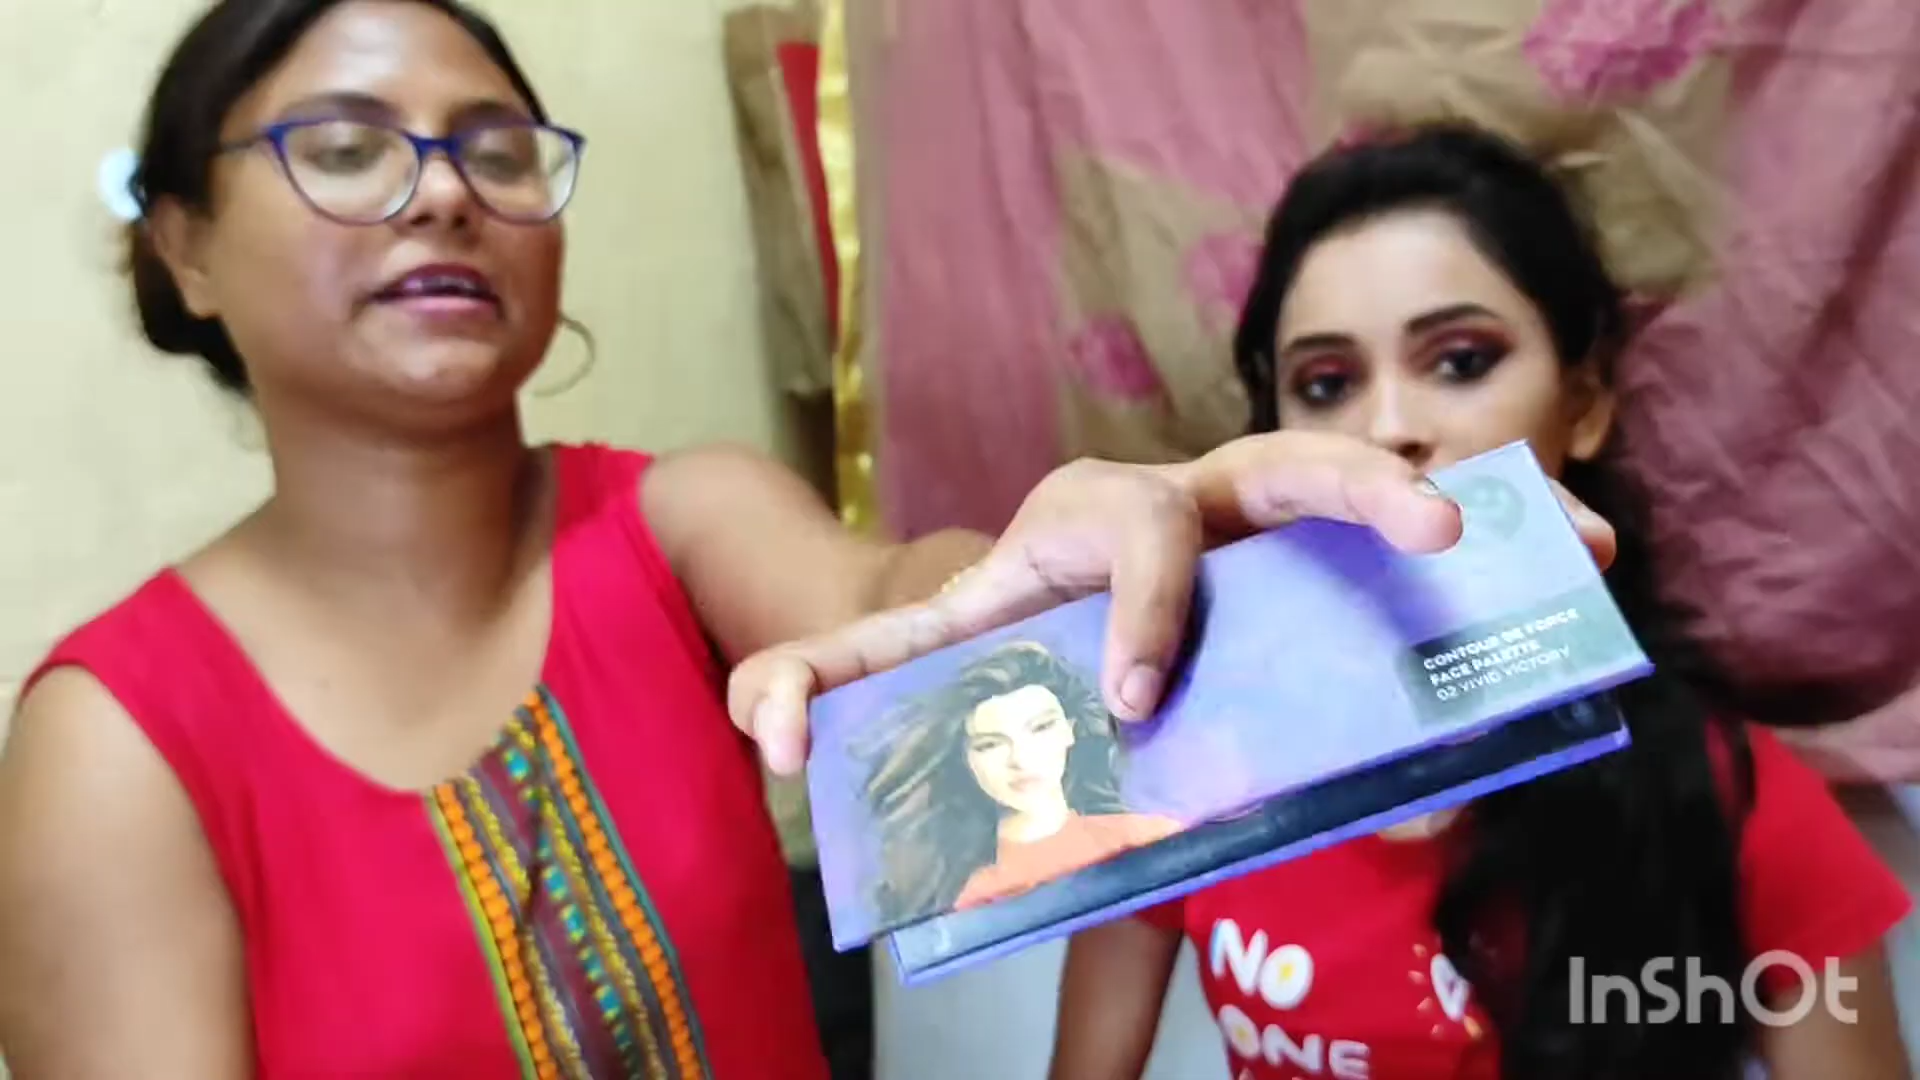 CONTOUR DE FORCE
FACE PALETTE
02 VIVID VICTORY
NO
ONE
InShOt